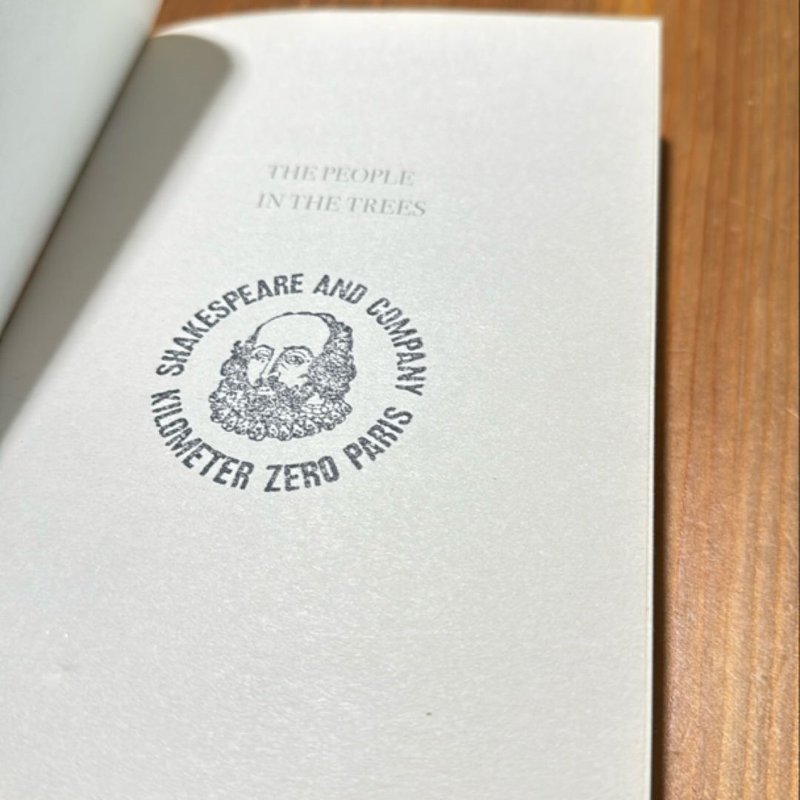 THE PEOPLE
IN THE TREES
SHAKESPEARE AND COMPANY
KILOMETER ZERO PARIS